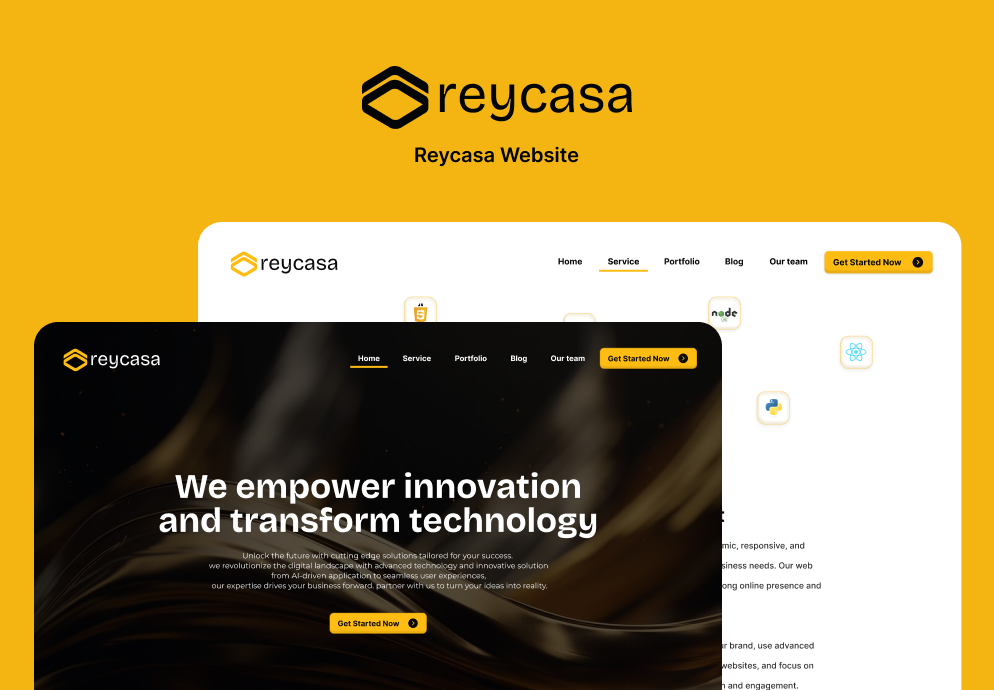 reycasa
Reycasa Website
reycasa
Home Service Portfolio Blog Our team Get Started Now
5
node
JS
reycasa
Home Service Portfolio Blog Our team Get Started Now
We empower innovation
and transform technology
Unlock the future with cutting edge solutions tailored for your success.
we revolutionize the digital landscape with advanced technology and innovative solution
from AI-driven application to seamless user experiences,
our expertise drives your business forward. partner with us to turn your ideas into reality.
Get Started Now
responsive, and
needs. Our web
online presence and
brand, use advanced
websites, and focus on
and engagement.